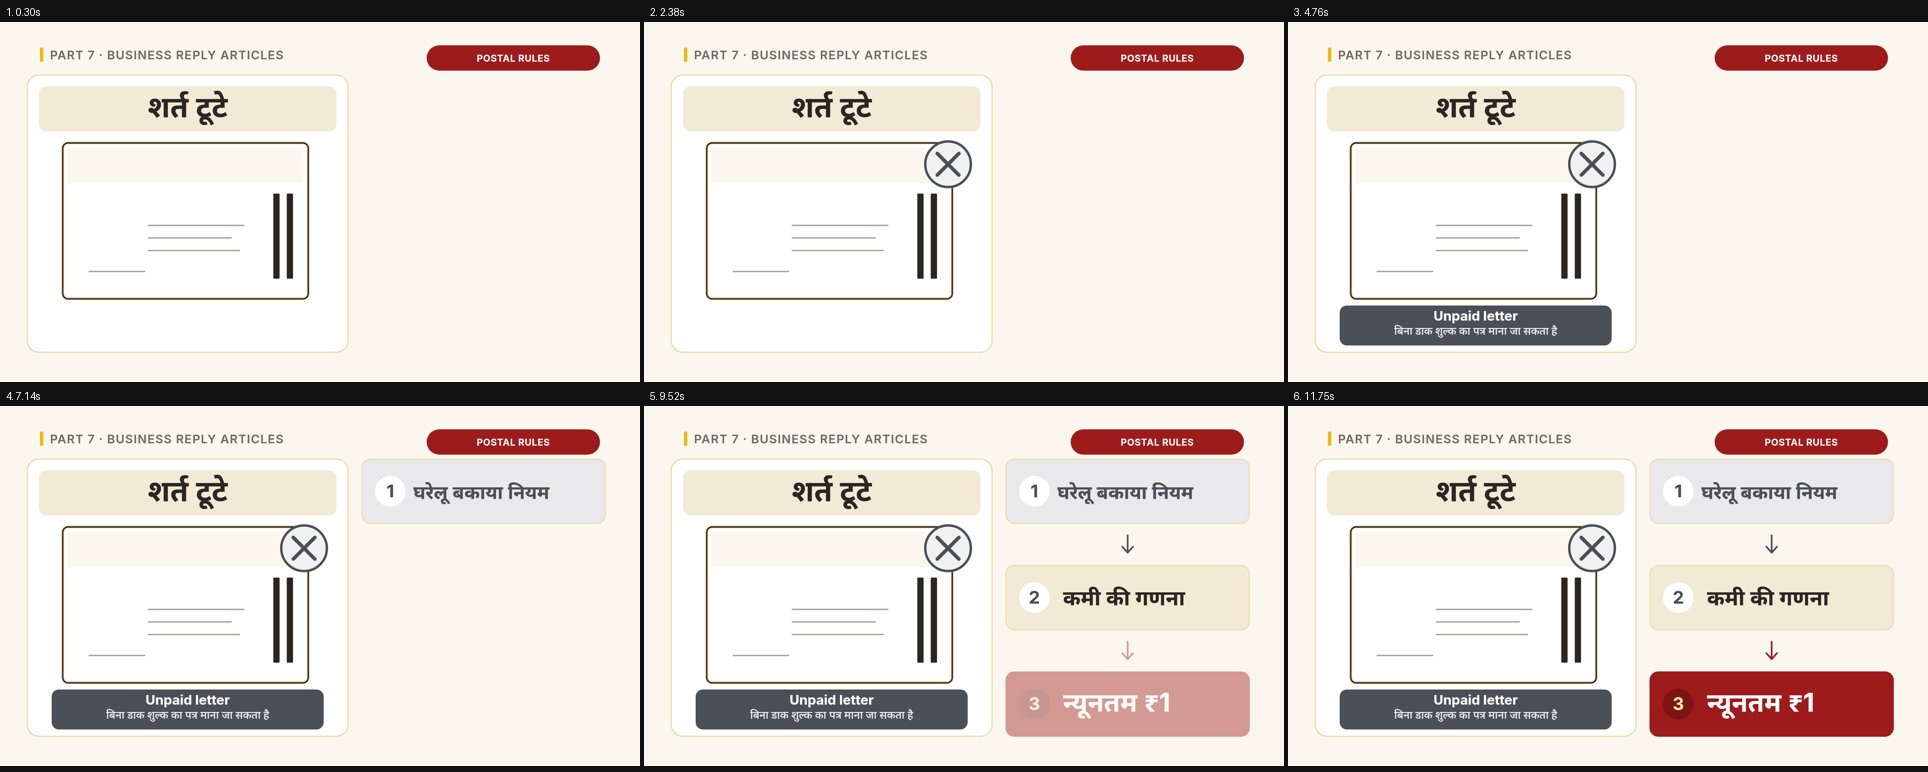 1. 0.30s
PART 7 · BUSINESS REPLY ARTICLES
POSTAL RULES
शर्त टूटे
2. 2.38s
PART 7 · BUSINESS REPLY ARTICLES
POSTAL RULES
शर्त टूटे
3. 4.76s
PART 7 · BUSINESS REPLY ARTICLES
POSTAL RULES
शर्त टूटे
Unpaid letter
बिना डाक शुल्क का पत्र माना जा सकता है
4. 7.14s
PART 7 · BUSINESS REPLY ARTICLES
POSTAL RULES
शर्त टूटे
Unpaid letter
बिना डाक शुल्क का पत्र माना जा सकता है
1 घरेलू बकाया नियम
5. 9.52s
PART 7 · BUSINESS REPLY ARTICLES
POSTAL RULES
शर्त टूटे
Unpaid letter
बिना डाक शुल्क का पत्र माना जा सकता है
1 घरेलू बकाया नियम
↓
2 कमी की गणना
↓
3 न्यूनतम ₹1
6. 11.75s
PART 7 · BUSINESS REPLY ARTICLES
POSTAL RULES
शर्त टूटे
Unpaid letter
बिना डाक शुल्क का पत्र माना जा सकता है
1 घरेलू बकाया नियम
↓
2 कमी की गणना
↓
3 न्यूनतम ₹1